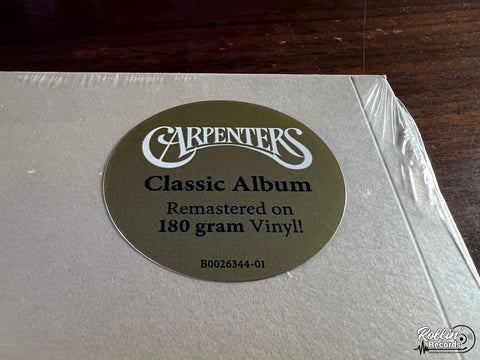 CARPENTERS
Classic Album
Remastered on
180 gram Vinyl!
B0026344-01
Rollin'
Records